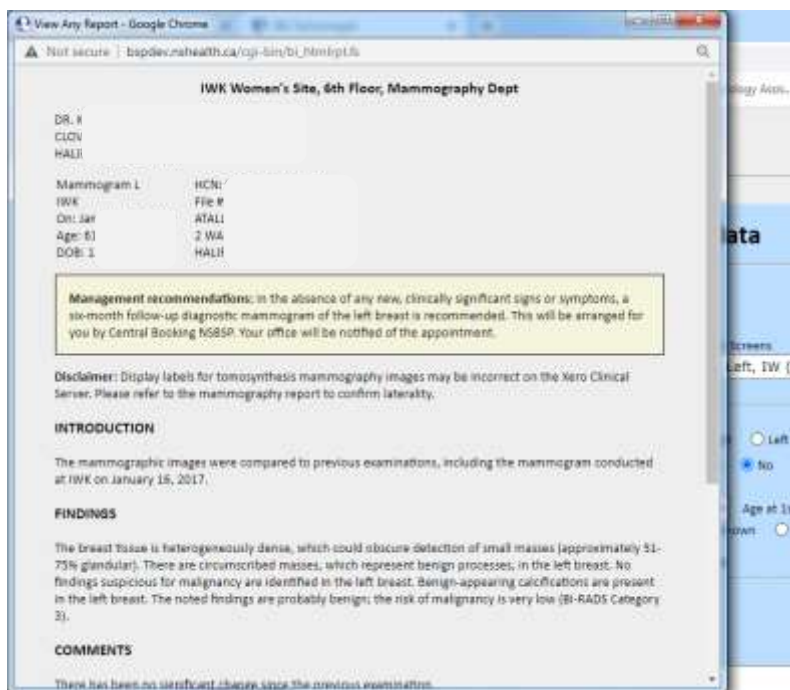 View Any Report - Google Chrome
Not secure | bspdev.nshealth.ca/cgi-bin/bi_htmlrpt.fs
IWK Women's Site, 6th Floor, Mammography Dept
DR.
CLOV
HALI
Mammogram L HCN:
IWK File #
On: Jan ATALL
Age: 61 2 WA
DOB: 1 HALIF
Management recommendations: In the absence of any new, clinically significant signs or symptoms, a
six-month follow-up diagnostic mammogram of the left breast is recommended. This will be arranged for
you by Central Booking NSBSP. Your office will be notified of the appointment.
Disclaimer: Display labels for tomosynthesis mammography images may be incorrect on the Xero Clinical
Server. Please refer to the mammography report to confirm laterality.
INTRODUCTION
The mammographic images were compared to previous examinations, including the mammogram conducted
at IWK on January 16, 2017.
FINDINGS
The breast tissue is heterogeneously dense, which could obscure detection of small masses (approximately 51-
75% glandular). There are circumscribed masses, which represent benign processes, in the left breast. No
findings suspicious for malignancy are identified in the left breast. Benign-appearing calcifications are present
in the left breast. The noted findings are probably benign; the risk of malignancy is very low (BI-RADS Category
3).
COMMENTS
There has been no significant change since the previous examination.
ata
Screens
Left, IW (
Left
No
Age at 1s
own